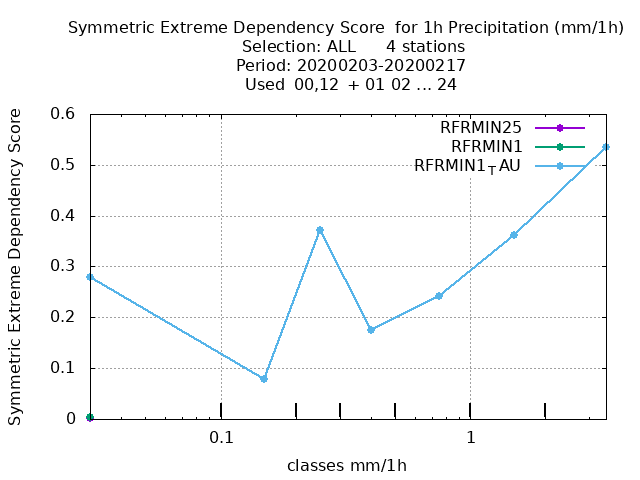 Symmetric Extreme Dependency Score  for 1h Precipitation (mm/1h)
Selection: ALL      4 stations
Period: 20200203-20200217
Used  00,12  + 01 02 ... 24
Symmetric Extreme Dependency Score
0.6
0.5
0.4
0.3
0.2
0.1
0
RFRMIN25
RFRMIN1
RFRMIN1TAU
0.1
1
classes mm/1h